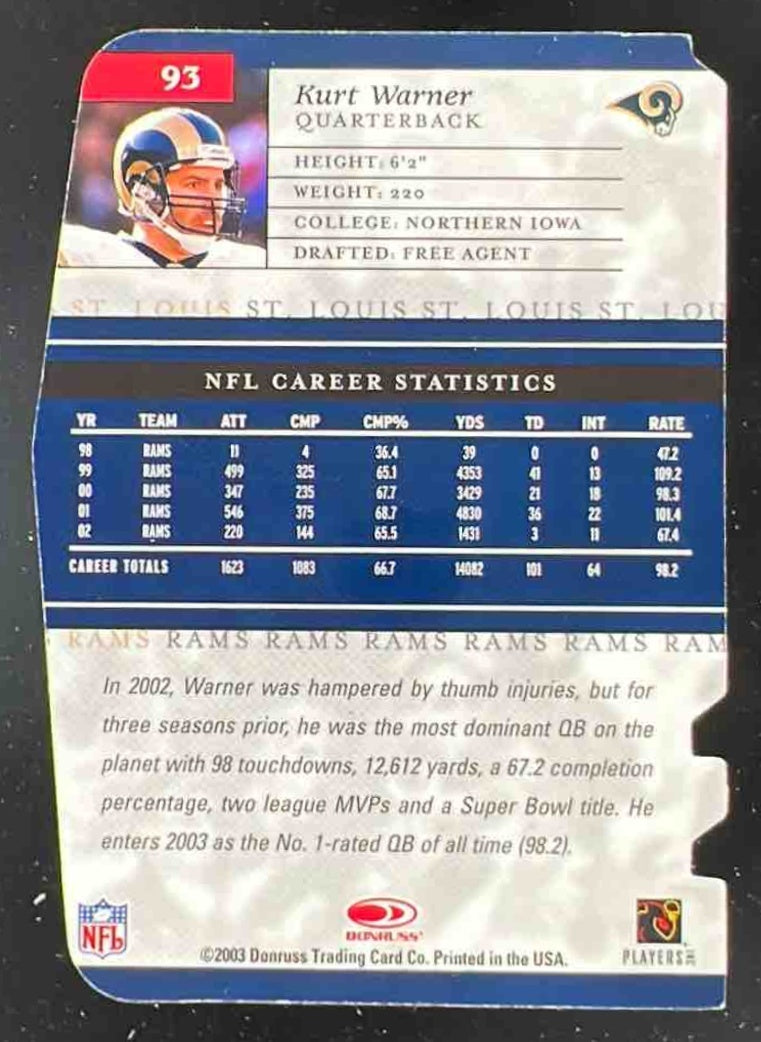 93
Kurt Warner
QUARTERBACK
HEIGHT: 6'2"
WEIGHT: 220
COLLEGE: NORTHERN IOWA
DRAFTED: FREE AGENT
ST. LOUIS ST. LOUIS ST. LOUIS ST. LOU
NFL CAREER STATISTICS
YR TEAM ATT CMP CMP% YDS TD INT RATE
98 RAMS 11 4 36.4 39 0 0 47.2
99 RAMS 499 325 65.1 4353 41 13 109.2
00 RAMS 347 235 67.7 3429 21 18 98.3
01 RAMS 546 375 68.7 4830 36 22 101.4
02 RAMS 220 144 65.5 1431 3 11 67.4
CAREER TOTALS 1623 1083 66.7 14082 101 64 98.2
RAMS RAMS RAMS RAMS RAMS RAMS RAM
In 2002, Warner was hampered by thumb injuries, but for
three seasons prior, he was the most dominant QB on the
planet with 98 touchdowns, 12,612 yards, a 67.2 completion
percentage, two league MVPs and a Super Bowl title. He
enters 2003 as the No. 1-rated QB of all time (98.2).
NFL
DONRUSS
©2003 Donruss Trading Card Co. Printed in the USA.
PLAYERS INC